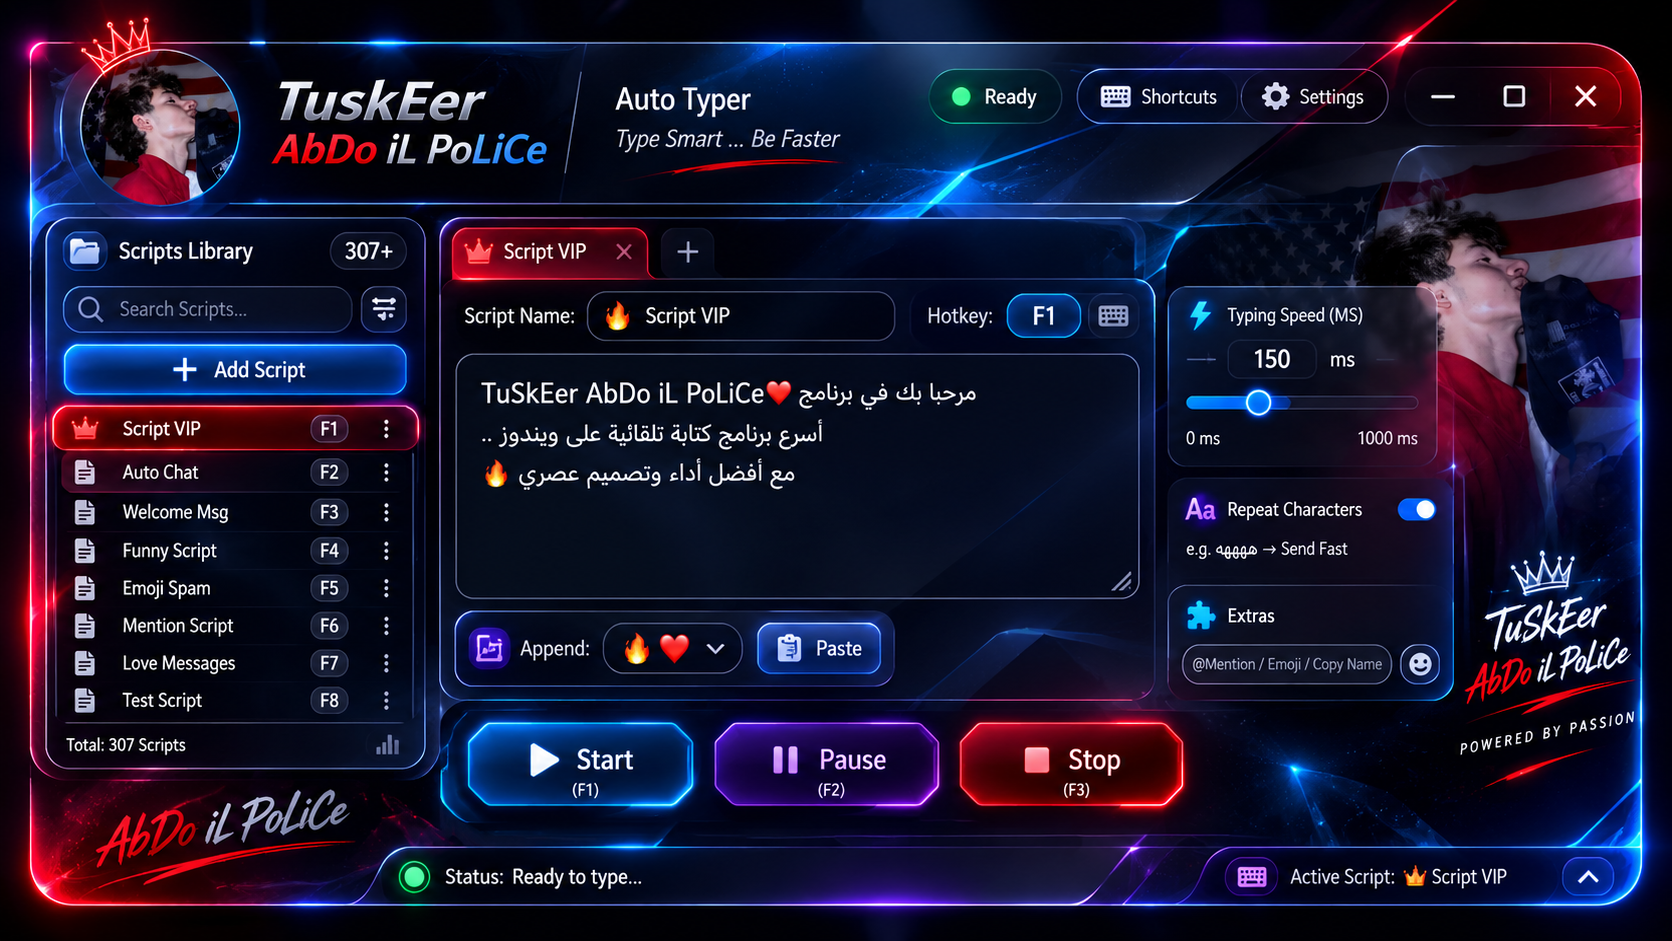 TuskEer
AbDo iL PoLiCe
Auto Typer
Type Smart ... Be Faster
Ready
Shortcuts
Settings
Scripts Library
307+
Search Scripts...
+ Add Script
Script VIP
F1
Auto Chat
F2
Welcome Msg
F3
Funny Script
F4
Emoji Spam
F5
Mention Script
F6
Love Messages
F7
Test Script
F8
Total: 307 Scripts
AbDo iL PoLiCe
Script VIP
Script Name:
🔥 Script VIP
Hotkey:
F1
TuSkEer AbDo iL PoLiCe❤️ مرحبا بك في برنامج
أسرع برنامج كتابة تلقائية على ويندوز ..
مع أفضل أداء وتصميم عصري 🔥
Append:
🔥 ❤️
Paste
Start
(F1)
Pause
(F2)
Stop
(F3)
Typing Speed (MS)
150 ms
0 ms
1000 ms
Aa Repeat Characters
e.g. ههههه → Send Fast
Extras
@Mention / Emoji / Copy Name
TuSkEer
AbDo iL PoLiCe
POWERED BY PASSION
Status: Ready to type...
Active Script: 👑 Script VIP